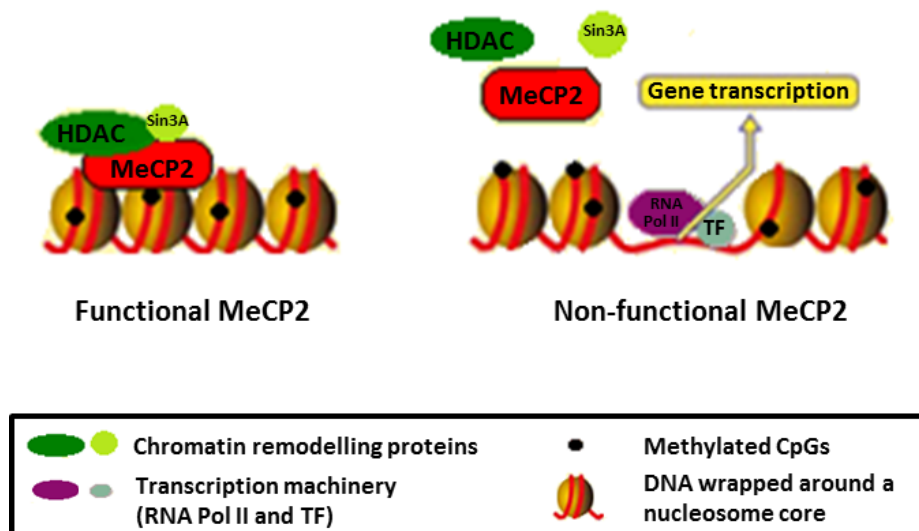 HDAC
Sin3A
MeCP2
Functional MeCP2
HDAC
Sin3A
MeCP2
Gene transcription
RNA
Pol II
TF
Non-functional MeCP2
Chromatin remodelling proteins
Transcription machinery
(RNA Pol II and TF)
Methylated CpGs
DNA wrapped around a
nucleosome core